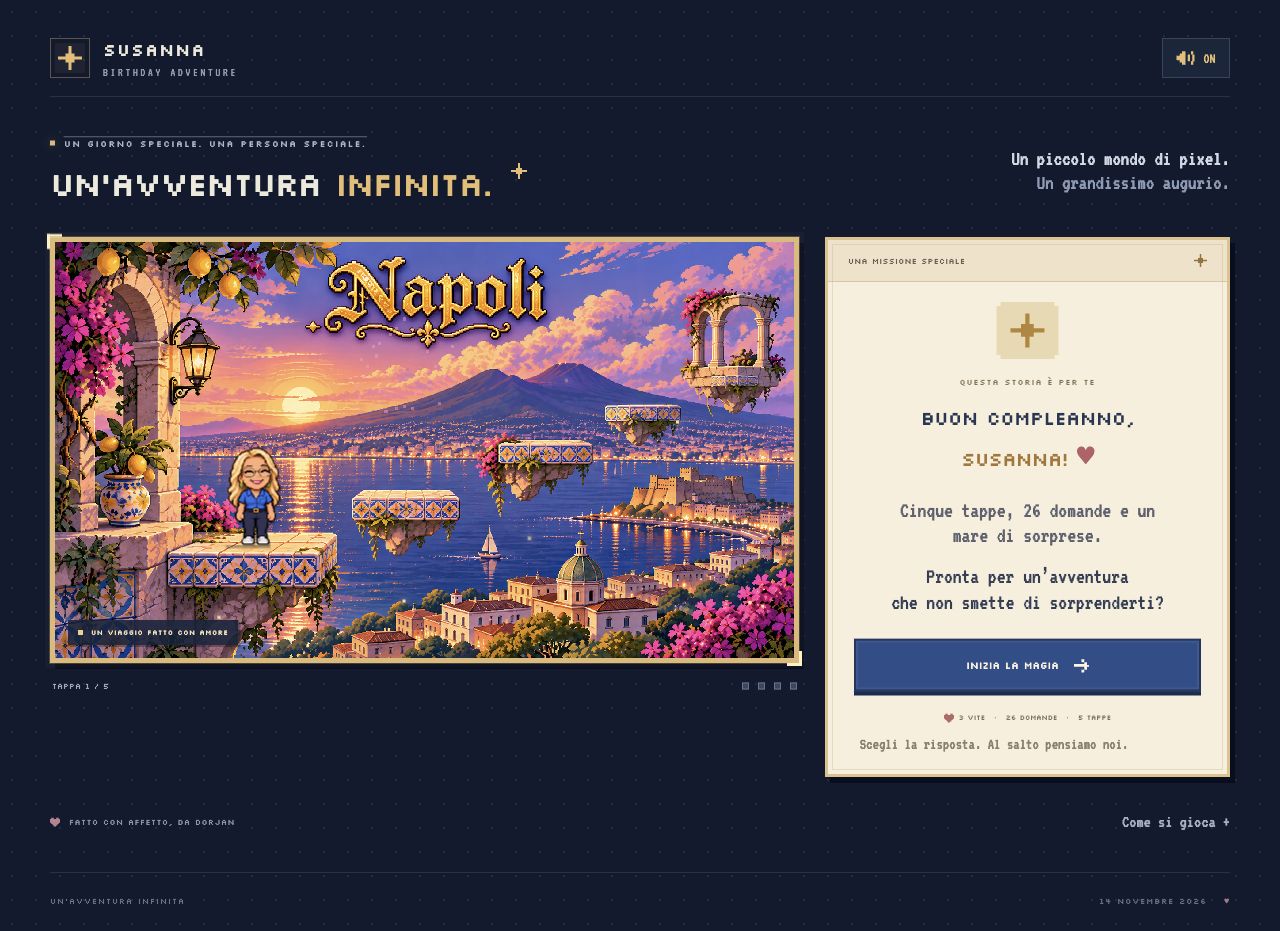 SUSANNA
BIRTHDAY ADVENTURE
ON
UN GIORNO SPECIALE. UNA PERSONA SPECIALE.
UN'AVVENTURA INFINITA.
Un piccolo mondo di pixel.
Un grandissimo augurio.
Napoli
UN VIAGGIO FATTO CON AMORE
TAPPA 1 / 5
UNA MISSIONE SPECIALE
QUESTA STORIA È PER TE
BUON COMPLEANNO,
SUSANNA! ♥
Cinque tappe, 26 domande e un
mare di sorprese.
Pronta per un'avventura
che non smette di sorprenderti?
INIZIA LA MAGIA →
♥ 3 VITE · 26 DOMANDE · 5 TAPPE
Scegli la risposta. Al salto pensiamo noi.
♥ FATTO CON AFFETTO, DA DORJAN
Come si gioca +
UN'AVVENTURA INFINITA
14 NOVEMBRE 2026 ♥